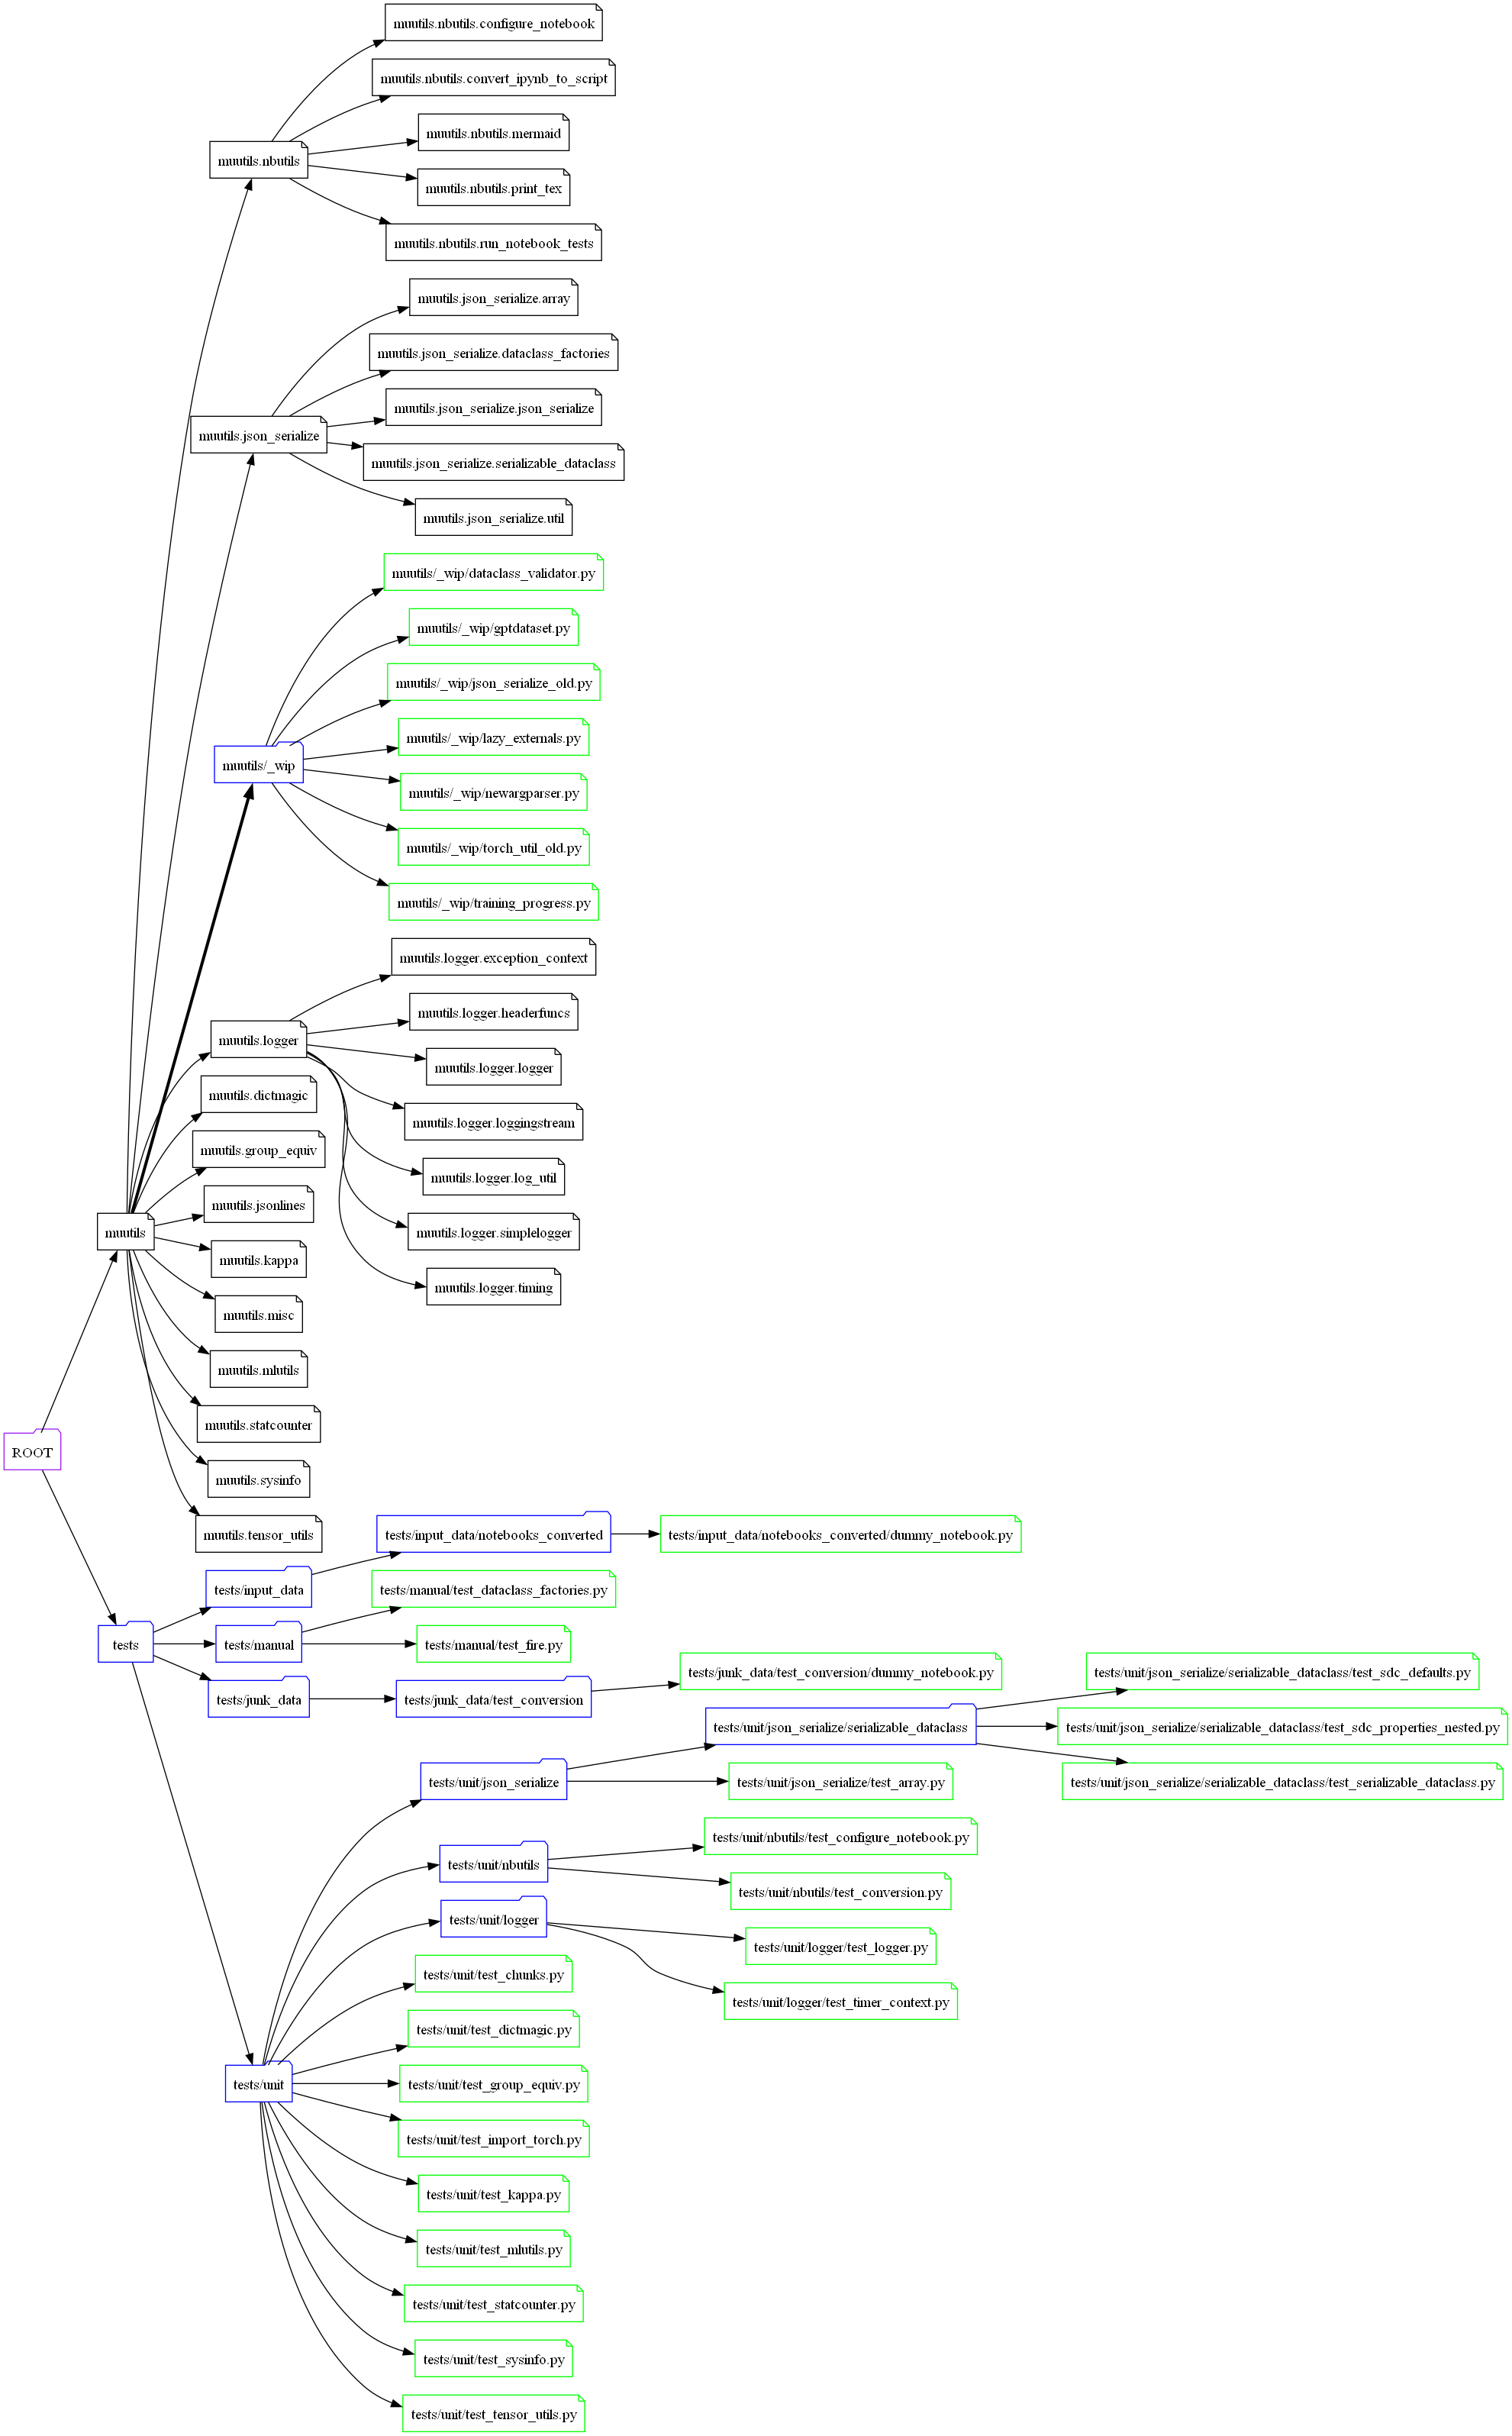 muutils.nbutils.configure_notebook
muutils.nbutils.convert_ipynb_to_script
muutils.nbutils.mermaid
muutils.nbutils
muutils.nbutils.print_tex
muutils.nbutils.run_notebook_tests
muutils.json_serialize.array
muutils.json_serialize.dataclass_factories
muutils.json_serialize.json_serialize
muutils.json_serialize
muutils.json_serialize.serializable_dataclass
muutils.json_serialize.util
muutils/_wip/dataclass_validator.py
muutils/_wip/gptdataset.py
muutils/_wip/json_serialize_old.py
muutils/_wip/lazy_externals.py
muutils/_wip
muutils/_wip/newargparser.py
muutils/_wip/torch_util_old.py
muutils/_wip/training_progress.py
muutils.logger.exception_context
muutils.logger.headerfuncs
muutils.logger
muutils.logger.logger
muutils.dictmagic
muutils.logger.loggingstream
muutils.group_equiv
muutils.logger.log_util
muutils.jsonlines
muutils
muutils.logger.simplelogger
muutils.kappa
muutils.logger.timing
muutils.misc
muutils.mlutils
muutils.statcounter
ROOT
muutils.sysinfo
muutils.tensor_utils
tests/input_data/notebooks_converted
tests/input_data/notebooks_converted/dummy_notebook.py
tests/input_data
tests/manual/test_dataclass_factories.py
tests
tests/manual
tests/manual/test_fire.py
tests/junk_data/test_conversion/dummy_notebook.py
tests/unit/json_serialize/serializable_dataclass/test_sdc_defaults.py
tests/junk_data
tests/junk_data/test_conversion
tests/unit/json_serialize/serializable_dataclass
tests/unit/json_serialize/serializable_dataclass/test_sdc_properties_nested.py
tests/unit/json_serialize
tests/unit/json_serialize/test_array.py
tests/unit/json_serialize/serializable_dataclass/test_serializable_dataclass.py
tests/unit/nbutils/test_configure_notebook.py
tests/unit/nbutils
tests/unit/nbutils/test_conversion.py
tests/unit/logger
tests/unit/logger/test_logger.py
tests/unit/test_chunks.py
tests/unit/logger/test_timer_context.py
tests/unit/test_dictmagic.py
tests/unit
tests/unit/test_group_equiv.py
tests/unit/test_import_torch.py
tests/unit/test_kappa.py
tests/unit/test_mlutils.py
tests/unit/test_statcounter.py
tests/unit/test_sysinfo.py
tests/unit/test_tensor_utils.py